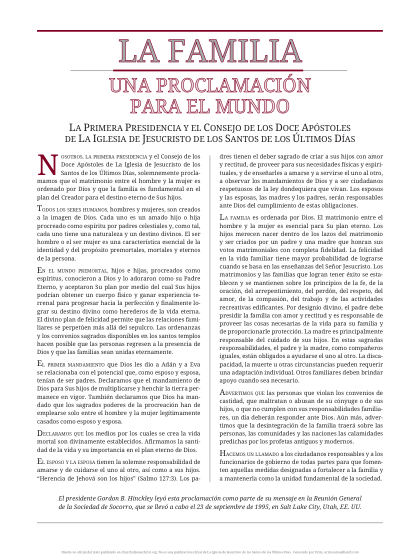 LA FAMILIA
UNA PROCLAMACIÓN
PARA EL MUNDO
La Primera Presidencia y el Consejo de los Doce Apóstoles
de La Iglesia de Jesucristo de los Santos de los Últimos Días
Nosotros, la primera presidencia y el Consejo de los
Doce Apóstoles de La Iglesia de Jesucristo de los
Santos de los Últimos Días, solemnemente procla-
mamos que el matrimonio entre el hombre y la mujer es
ordenado por Dios y que la familia es fundamental en el
plan del Creador para el destino eterno de Sus hijos.
Todos los seres humanos, hombres y mujeres, son creados
a la imagen de Dios. Cada uno es un amado hijo o hija
procreado como espíritu por padres celestiales y, como tal,
cada uno tiene una naturaleza y un destino divinos. El ser
hombre o el ser mujer es una característica esencial de la
identidad y del propósito premortales, mortales y eternos
de la persona.
En el mundo premortal, hijos e hijas, procreados como
espíritus, conocieron a Dios y lo adoraron como su Padre
Eterno, y aceptaron Su plan por medio del cual Sus hijos
podrían obtener un cuerpo físico y ganar experiencia te-
rrenal para progresar hacia la perfección y finalmente lo-
grar su destino divino como herederos de la vida eterna.
El divino plan de felicidad permite que las relaciones fami-
liares se perpetúen más allá del sepulcro. Las ordenanzas
y los convenios sagrados disponibles en los santos templos
hacen posible que las personas regresen a la presencia de
Dios y que las familias sean unidas eternamente.
El primer mandamiento que Dios les dio a Adán y a Eva
se relacionaba con el potencial que, como esposo y esposa,
tenían de ser padres. Declaramos que el mandamiento de
Dios para Sus hijos de multiplicarse y henchir la tierra per-
manece en vigor. También declaramos que Dios ha man-
dado que los sagrados poderes de la procreación han de
emplearse solo entre el hombre y la mujer legítimamente
casados como esposo y esposa.
Declaramos que los medios por los cuales se crea la vida
mortal son divinamente establecidos. Afirmamos la santi-
dad de la vida y su importancia en el plan eterno de Dios.
El esposo y la esposa tienen la solemne responsabilidad de
amarse y de cuidarse el uno al otro, así como a sus hijos.
“Herencia de Jehová son los hijos” (Salmo 127:3). Los pa-
dres tienen el deber sagrado de criar a sus hijos con amor
y rectitud, de proveer para sus necesidades físicas y espiri-
tuales, y de enseñarles a amarse y a servirse el uno al otro,
a observar los mandamientos de Dios y a ser ciudadanos
respetuosos de la ley dondequiera que vivan. Los esposos
y las esposas, las madres y los padres, serán responsables
ante Dios del cumplimiento de estas obligaciones.
La familia es ordenada por Dios. El matrimonio entre el
hombre y la mujer es esencial para Su plan eterno. Los
hijos merecen nacer dentro de los lazos del matrimonio
y ser criados por un padre y una madre que honran sus
votos matrimoniales con completa fidelidad. La felicidad
en la vida familiar tiene mayor probabilidad de lograrse
cuando se basa en las enseñanzas del Señor Jesucristo. Los
matrimonios y las familias que logran tener éxito se esta-
blecen y se mantienen sobre los principios de la fe, de la
oración, del arrepentimiento, del perdón, del respeto, del
amor, de la compasión, del trabajo y de las actividades
recreativas edificantes. Por designio divino, el padre debe
presidir la familia con amor y rectitud y es responsable de
proveer las cosas necesarias de la vida para su familia y
de proporcionarle protección. La madre es principalmente
responsable del cuidado de sus hijos. En estas sagradas
responsabilidades, el padre y la madre, como compañeros
iguales, están obligados a ayudarse el uno al otro. La disca-
pacidad, la muerte u otras circunstancias pueden requerir
una adaptación individual. Otros familiares deben brindar
apoyo cuando sea necesario.
Advertimos que las personas que violan los convenios de
castidad, que maltratan o abusan de su cónyuge o de sus
hijos, o que no cumplen con sus responsabilidades familia-
res, un día deberán responder ante Dios. Aún más, adver-
timos que la desintegración de la familia traerá sobre las
personas, las comunidades y las naciones las calamidades
predichas por los profetas antiguos y modernos.
Hacemos un llamado a los ciudadanos responsables y a los
funcionarios de gobierno de todas partes para que fomen-
ten aquellas medidas designadas a fortalecer a la familia y
a mantenerla como la unidad fundamental de la sociedad.
El presidente Gordon B. Hinckley leyó esta proclamación como parte de su mensaje en la Reunión General
de la Sociedad de Socorro, que se llevó a cabo el 23 de septiembre de 1995, en Salt Lake City, Utah, EE. UU.